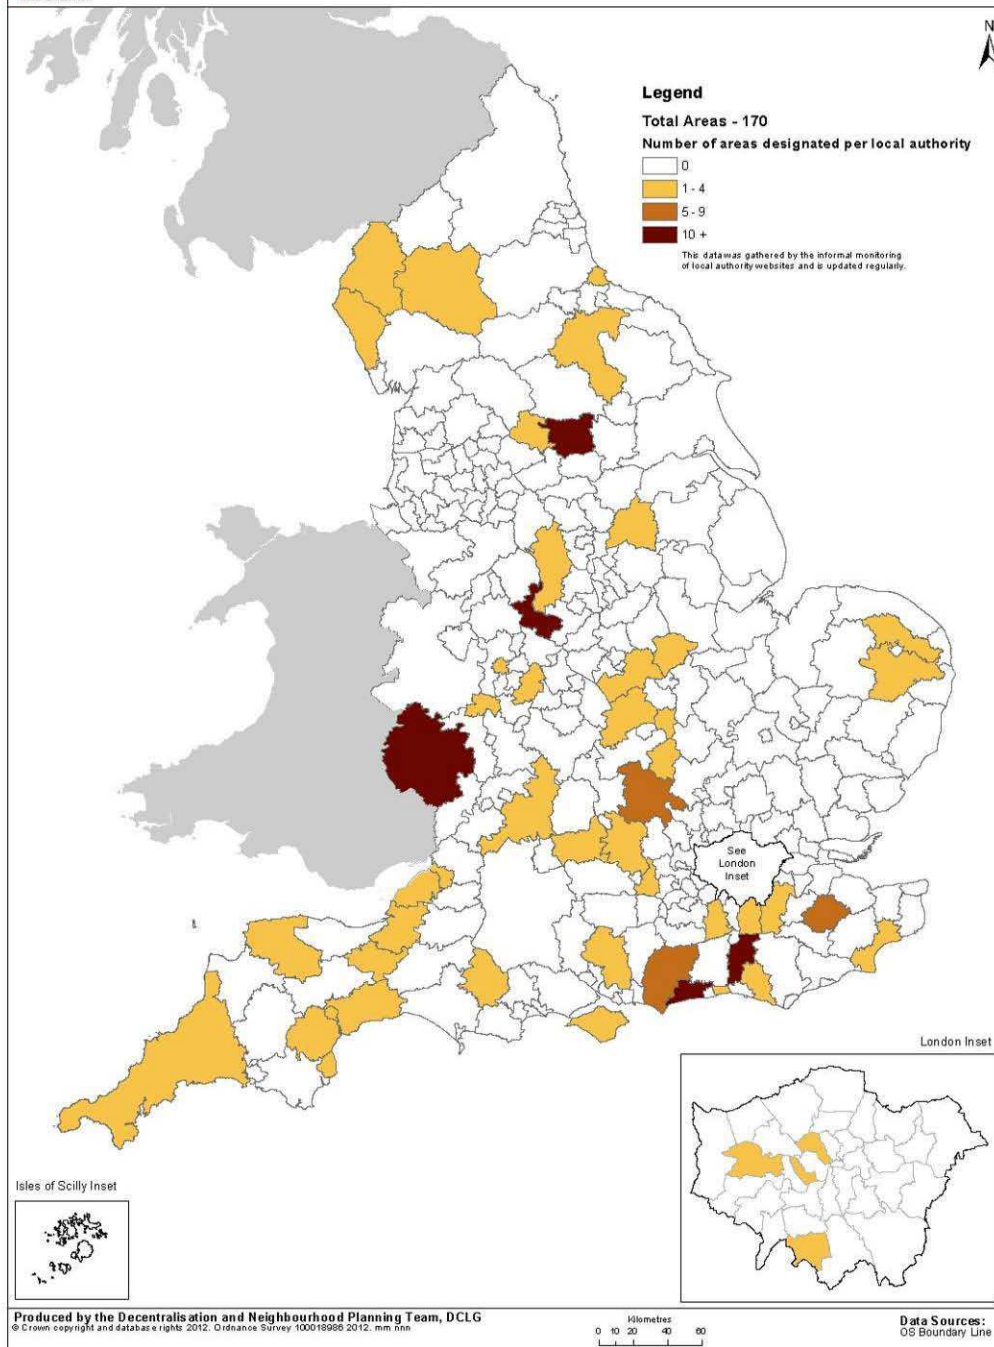 N
Legend
Total Areas - 170
Number of areas designated per local authority
0
1 - 4
5 - 9
10 +
This data was gathered by the informal monitoring
of local authority websites and is updated regularly.
See
London
Inset
London Inset
Isles of Scilly Inset
Produced by the Decentralisation and Neighbourhood Planning Team, DCLG
© Crown copyright and database rights 2012. Ordnance Survey 100018986 2012. mm nnn
Kilometres
0 10 20 40 60
Data Sources:
OS Boundary Line